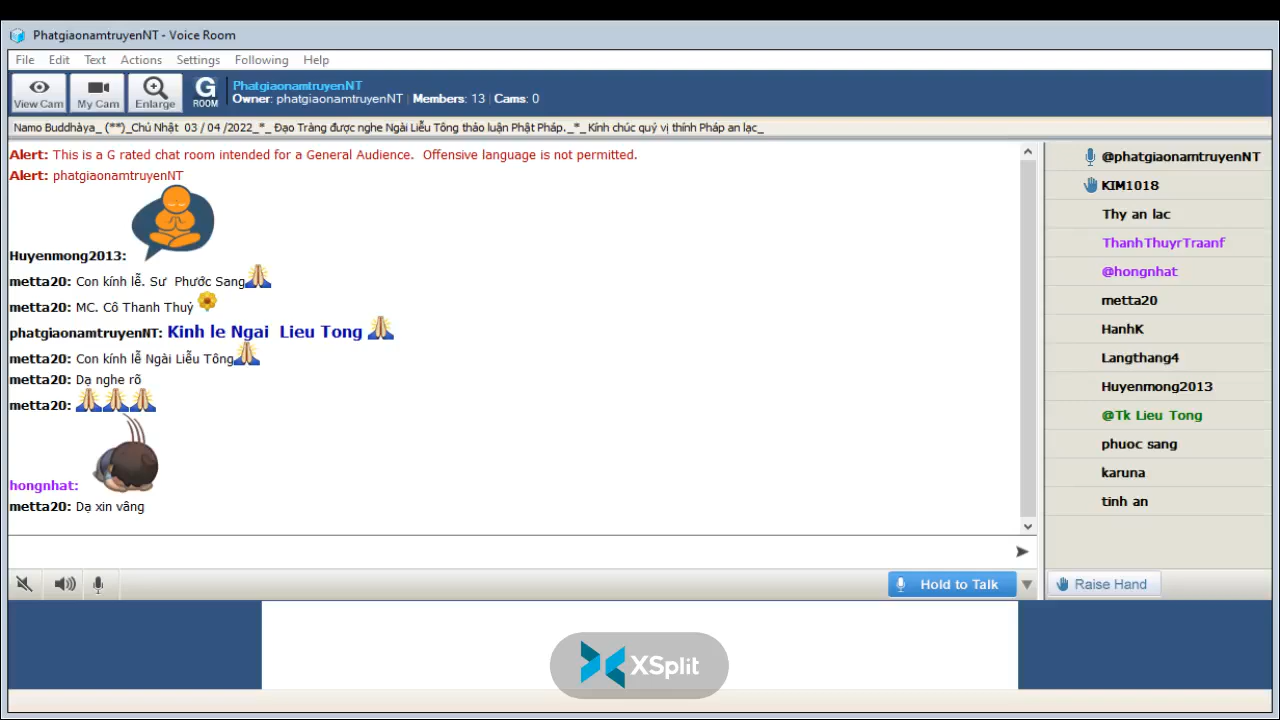 PhatgiaonamtruyenNT - Voice Room
File Edit Text Actions Settings Following Help
View Cam My Cam Enlarge G ROOM
PhatgiaonamtruyenNT
Owner: phatgiaonamtruyenNT | Members: 13 | Cams: 0
Namo Buddhàya_ (**)_Chủ Nhật 03 / 04 /2022_*_ Đạo Tràng được nghe Ngài Liễu Tông thảo luận Phật Pháp._*_ Kính chúc quý vị thính Pháp an lạc_
Alert: This is a G rated chat room intended for a General Audience. Offensive language is not permitted.
Alert: phatgiaonamtruyenNT
Huyenmong2013:
metta20: Con kính lễ. Sư Phước Sang
metta20: MC. Cô Thanh Thuỷ
phatgiaonamtruyenNT: Kinh le Ngai Lieu Tong
metta20: Con kính lễ Ngài Liễu Tông
metta20: Dạ nghe rõ
metta20:
hongnhat:
metta20: Dạ xin vâng
@phatgiaonamtruyenNT
KIM1018
Thy an lac
ThanhThuyrTraanf
@hongnhat
metta20
HanhK
Langthang4
Huyenmong2013
@Tk Lieu Tong
phuoc sang
karuna
tinh an
Hold to Talk
Raise Hand
XSplit